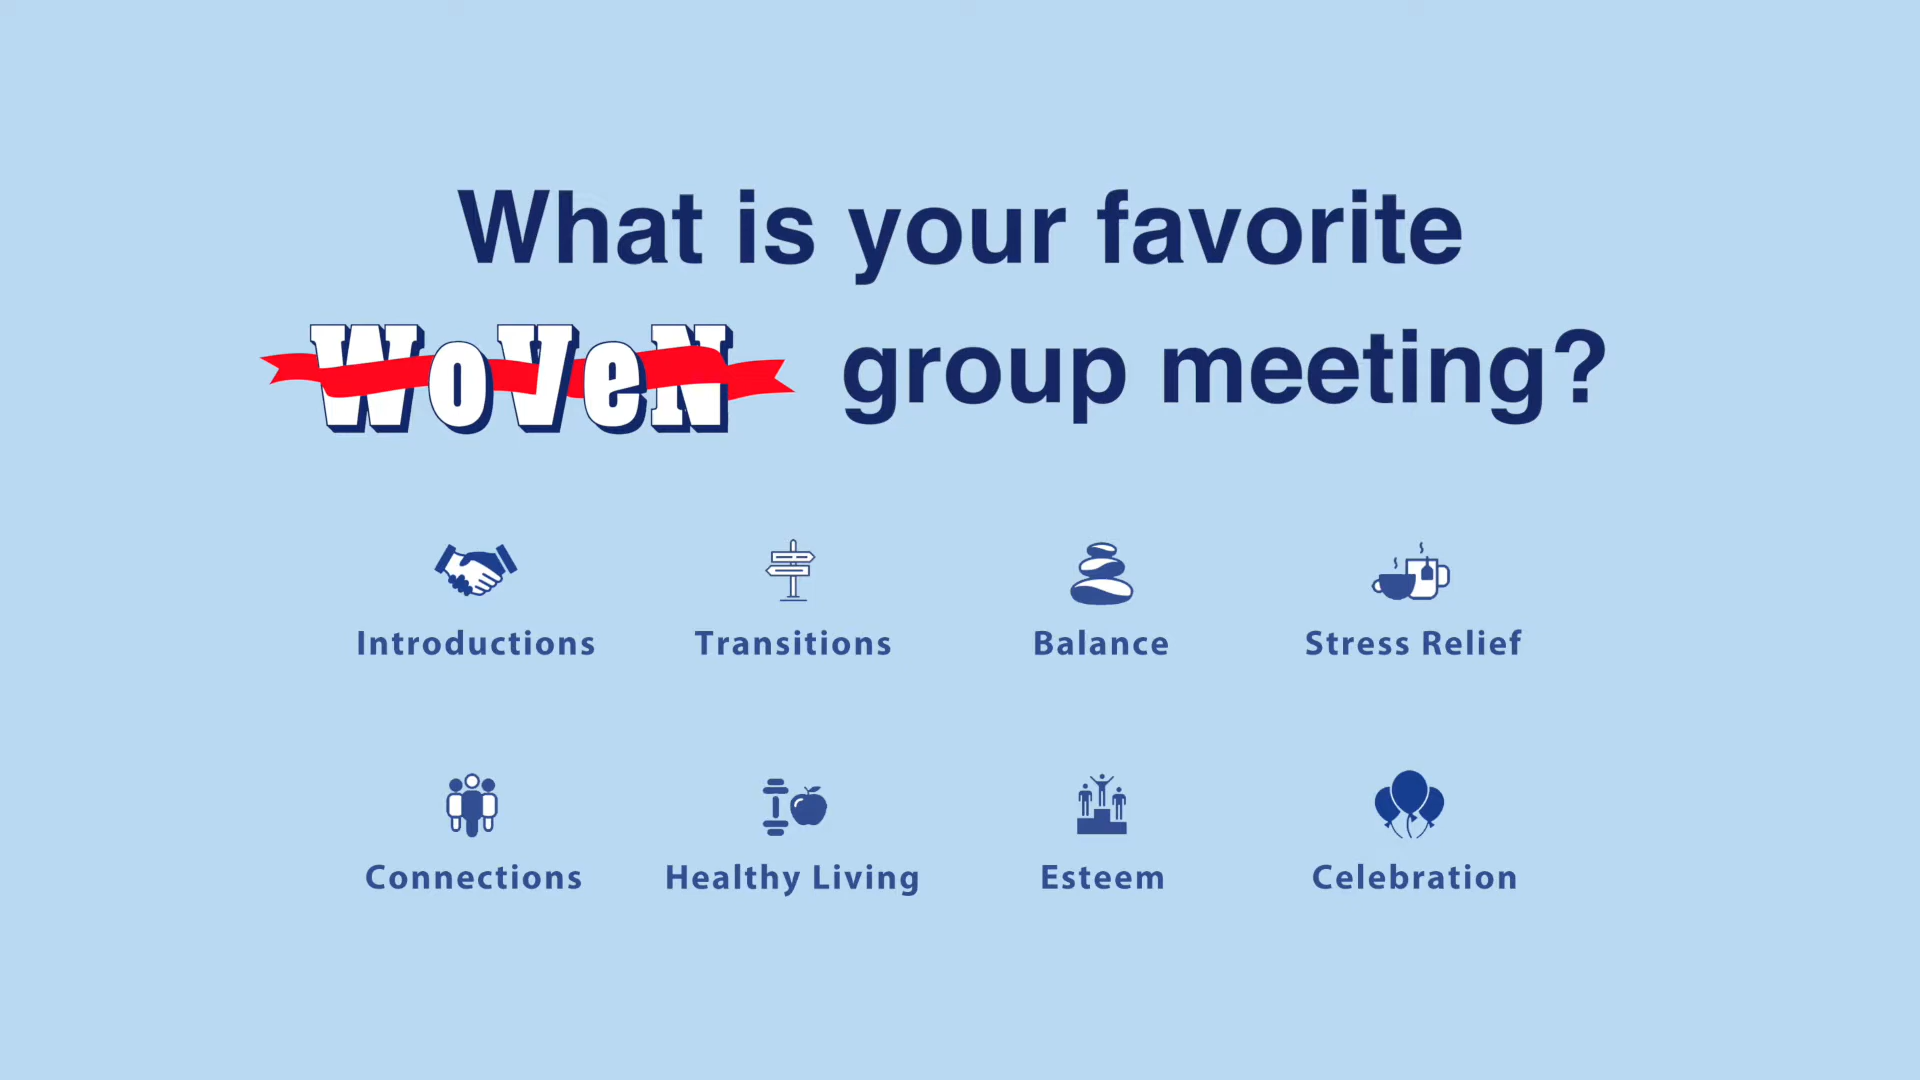 What is your favorite
WoVeN group meeting?
Introductions Transitions Balance Stress Relief
Connections Healthy Living Esteem Celebration